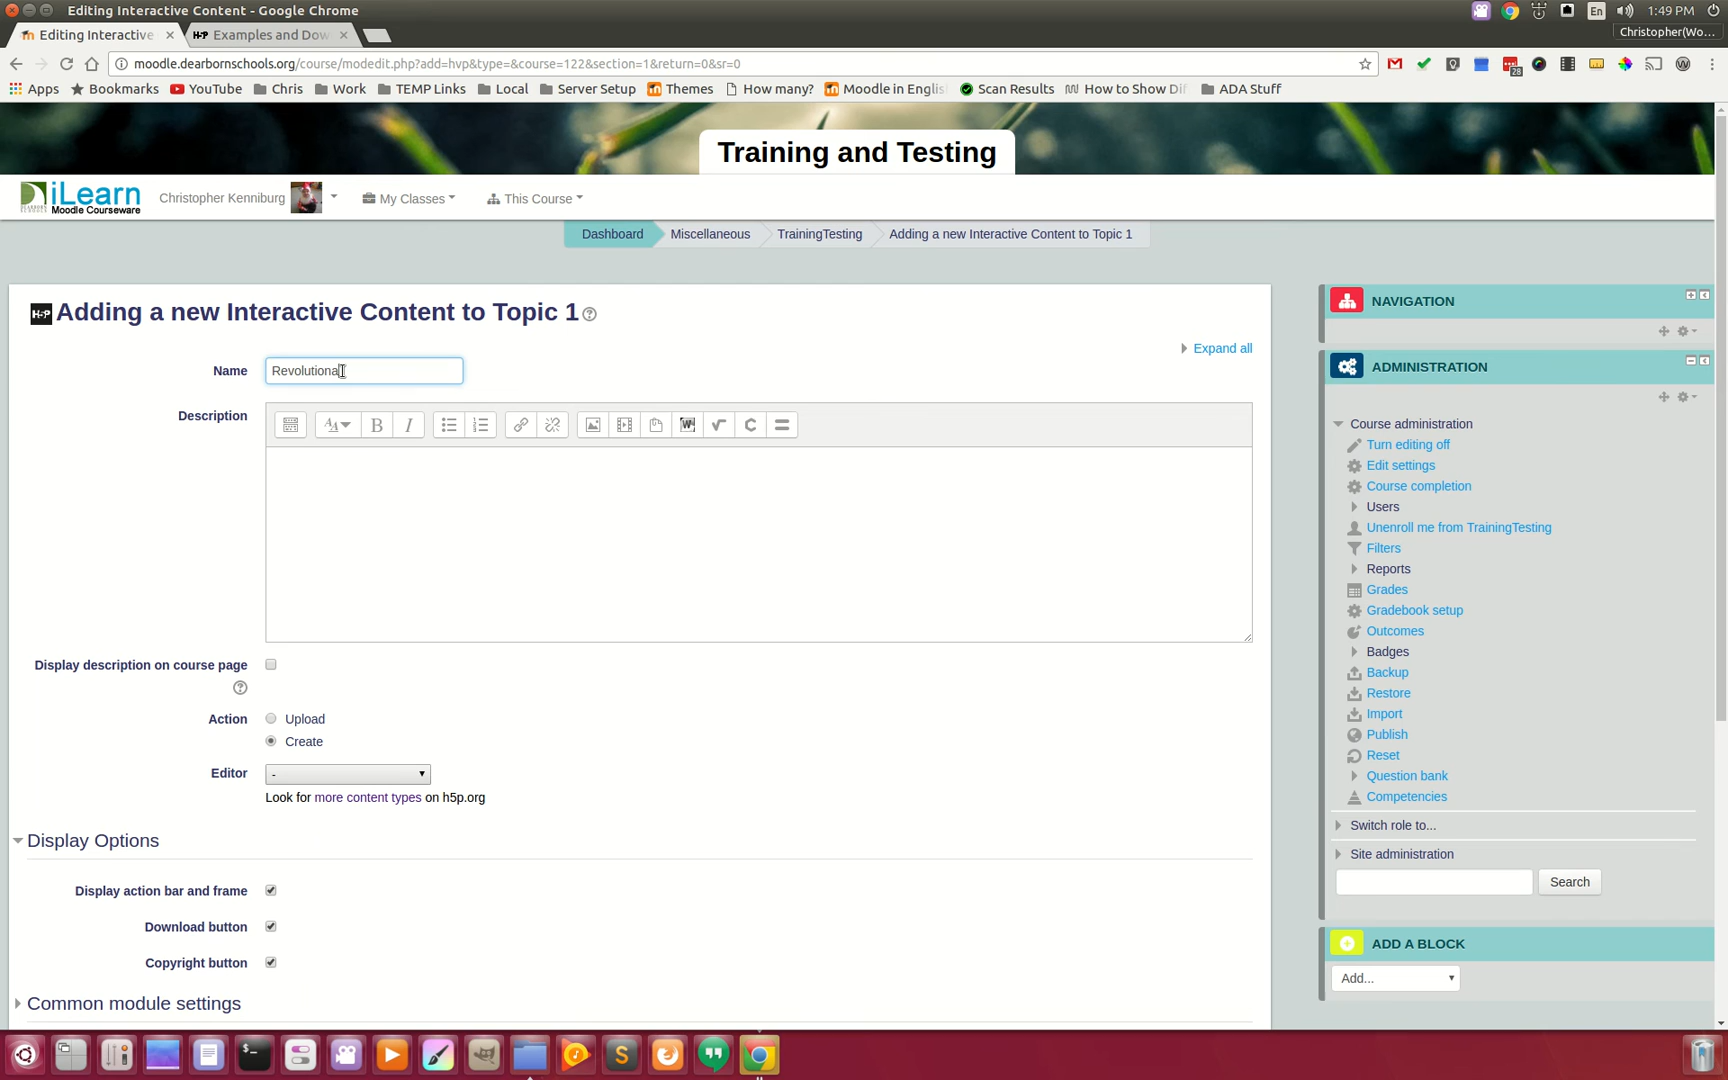 Editing Interactive Content - Google Chrome
En
1:49 PM
Editing Interactive
H-P Examples and Dow
Christopher(Wo...
moodle.dearbornschools.org/course/modedit.php?add=hvp&type=&course=122&section=1&return=0&sr=0
28
Apps Bookmarks YouTube Chris Work TEMP Links Local Server Setup Themes How many? Moodle in Englis Scan Results How to Show Di ADA Stuff
Training and Testing
iLearn
Moodle Courseware
Christopher Kenniburg
My Classes
This Course
Dashboard Miscellaneous TrainingTesting Adding a new Interactive Content to Topic 1
H-P Adding a new Interactive Content to Topic 1
Expand all
Name
Revolutiona
Description
B I
Display description on course page
Action
Upload
Create
Editor
-
Look for more content types on h5p.org
Display Options
Display action bar and frame
Download button
Copyright button
Common module settings
NAVIGATION
ADMINISTRATION
Course administration
Turn editing off
Edit settings
Course completion
Users
Unenroll me from TrainingTesting
Filters
Reports
Grades
Gradebook setup
Outcomes
Badges
Backup
Restore
Import
Publish
Reset
Question bank
Competencies
Switch role to...
Site administration
Search
ADD A BLOCK
Add...